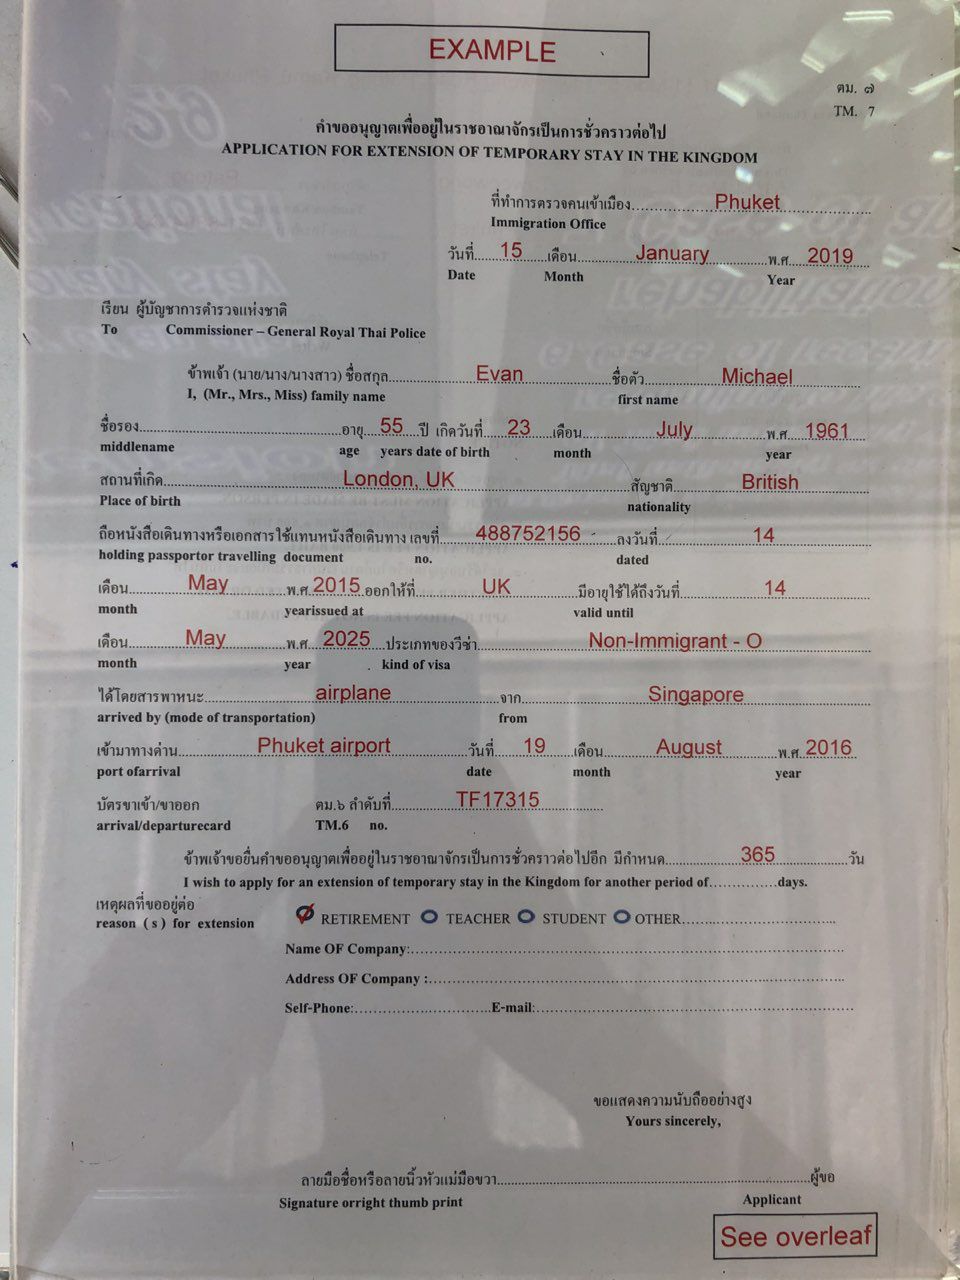 EXAMPLE
ตม. ๗
TM. 7
คำขออนุญาตเพื่ออยู่ในราชอาณาจักรเป็นการชั่วคราวต่อไป
APPLICATION FOR EXTENSION OF TEMPORARY STAY IN THE KINGDOM
ที่ทำการตรวจคนเข้าเมือง Phuket
Immigration Office
วันที่ 15 เดือน January พ.ศ 2019
Date Month Year
เรียน ผู้บัญชาการตำรวจแห่งชาติ
To Commissioner – General Royal Thai Police
ข้าพเจ้า (นาย/นาง/นางสาว) ชื่อสกุล Evan ชื่อตัว Michael
I, (Mr., Mrs., Miss) family name first name
ชื่อรอง อายุ 55 ปี เกิดวันที่ 23 เดือน July พ.ศ 1961
middlename age years date of birth month year
สถานที่เกิด London, UK สัญชาติ British
Place of birth nationality
ถือหนังสือเดินทางหรือเอกสารใช้แทนหนังสือเดินทาง เลขที่ 488752156 ลงวันที่ 14
holding passportor travelling document no. dated
เดือน May พ.ศ. 2015 ออกให้ที่ UK มีอายุใช้ได้ถึงวันที่ 14
month yearissued at valid until
เดือน May พ.ศ. 2025 ประเภทของวีซ่า Non-Immigrant - O
month year kind of visa
ได้โดยสารพาหนะ airplane จาก Singapore
arrived by (mode of transportation) from
เข้ามาทางด่าน Phuket airport วันที่ 19 เดือน August พ.ศ. 2016
port ofarrival date month year
บัตรขาเข้า/ขาออก ตม.๖ ลำดับที่ TF17315
arrival/departurecard TM.6 no.
ข้าพเจ้าขอยื่นคำขออนุญาตเพื่ออยู่ในราชอาณาจักรเป็นการชั่วคราวต่อไปอีก มีกำหนด 365 วัน
I wish to apply for an extension of temporary stay in the Kingdom for another period of..............days.
เหตุผลที่ขออยู่ต่อ
reason ( s ) for extension RETIREMENT TEACHER STUDENT OTHER
Name OF Company:
Address OF Company :
Self-Phone: E-mail:
ขอแสดงความนับถืออย่างสูง
Yours sincerely,
ลายมือชื่อหรือลายนิ้วหัวแม่มือขวา ผู้ขอ
Signature orright thumb print Applicant
See overleaf